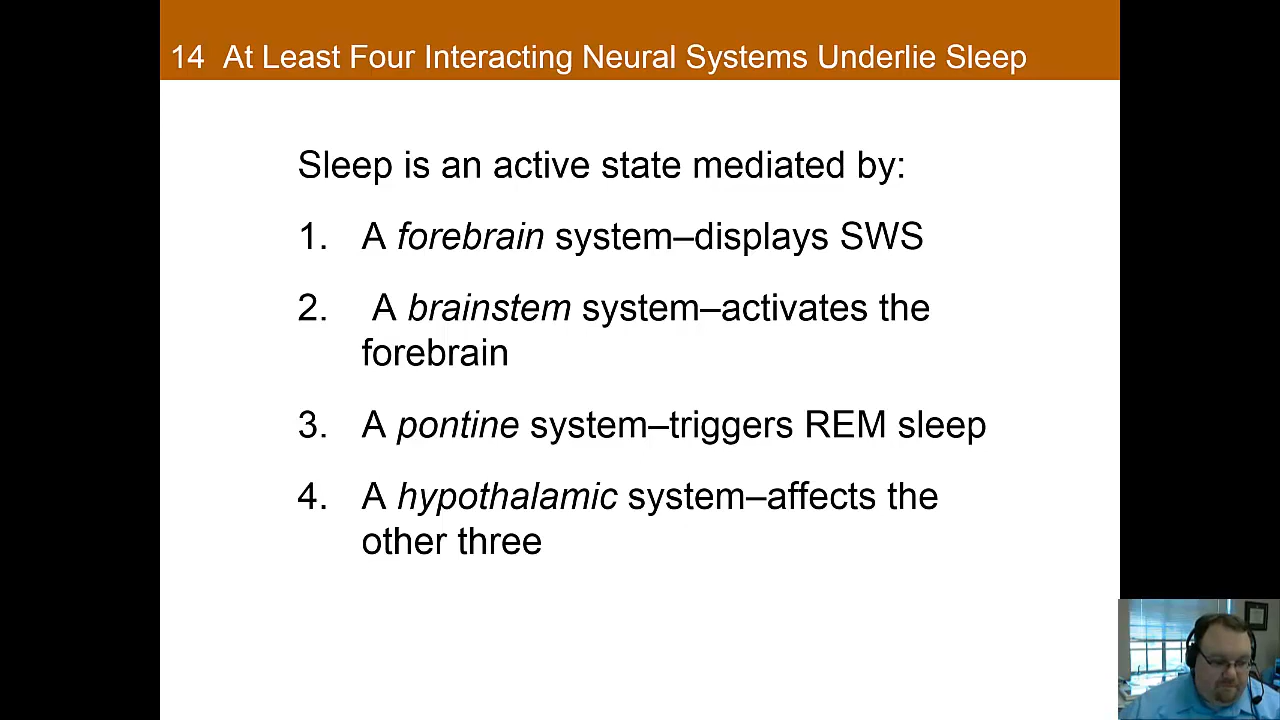 14 At Least Four Interacting Neural Systems Underlie Sleep
Sleep is an active state mediated by:
1. A forebrain system–displays SWS
2. A brainstem system–activates the
forebrain
3. A pontine system–triggers REM sleep
4. A hypothalamic system–affects the
other three